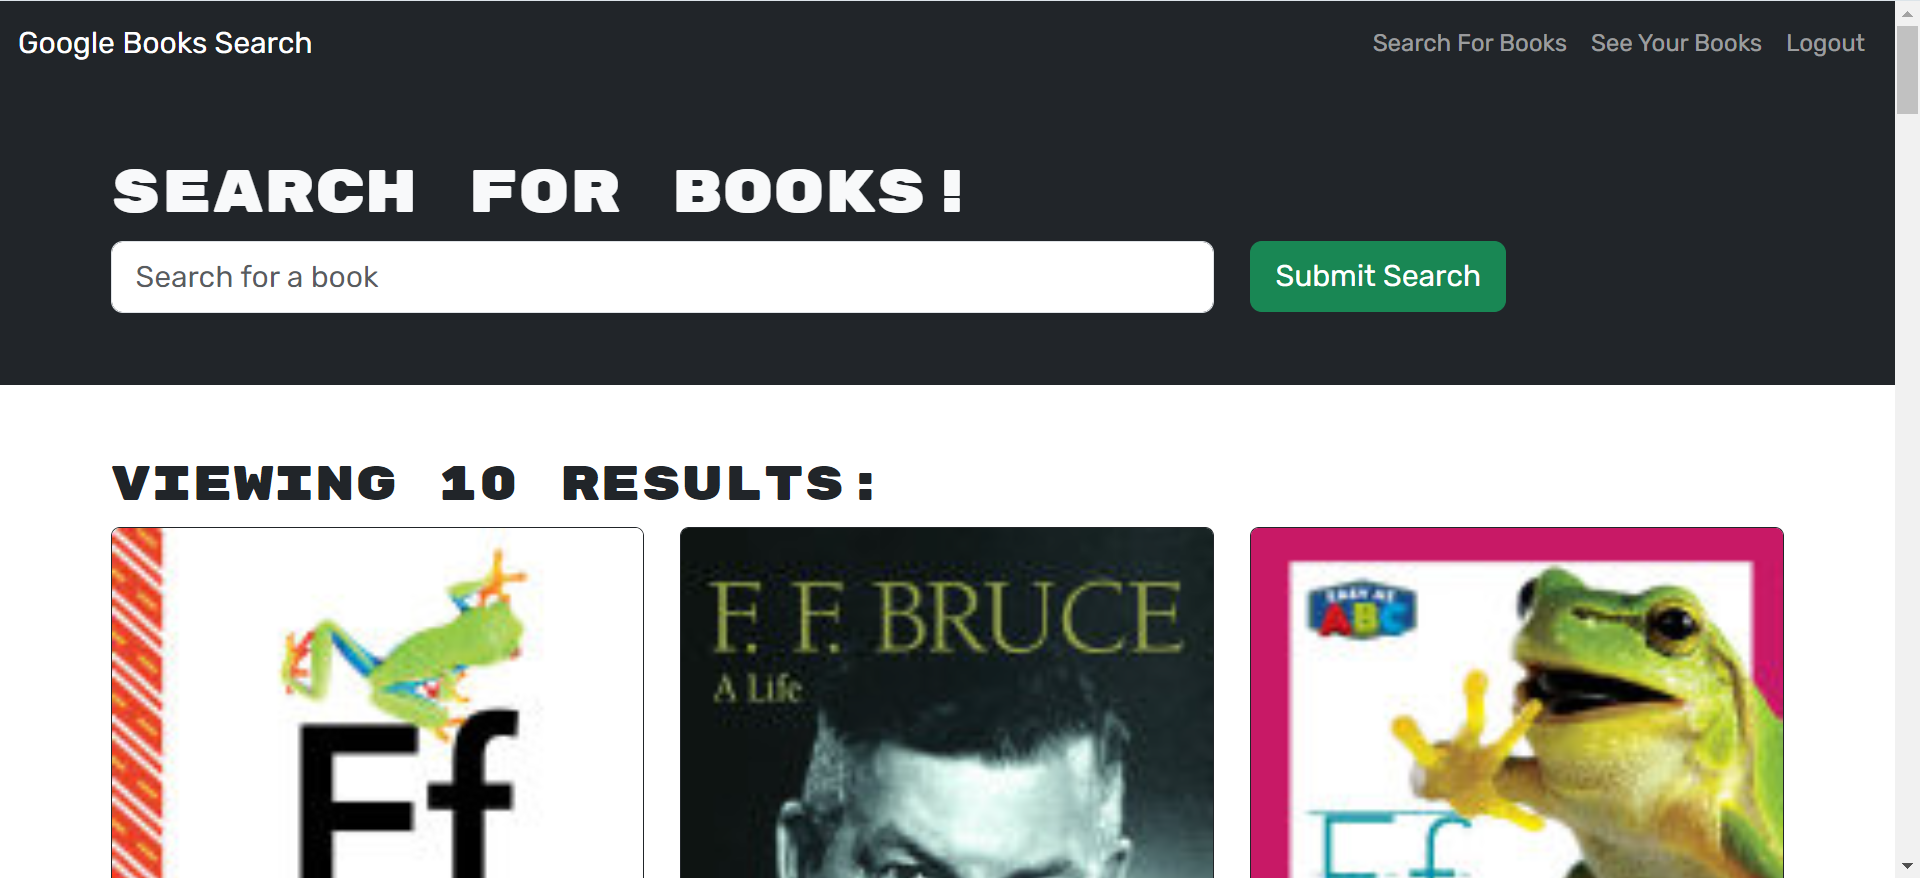 Google Books Search
Search For Books
See Your Books
Logout
SEARCH FOR BOOKS!
Search for a book
Submit Search
VIEWING 10 RESULTS:
Ff
F. F. BRUCE
A Life
EASY AS
ABC
Ff